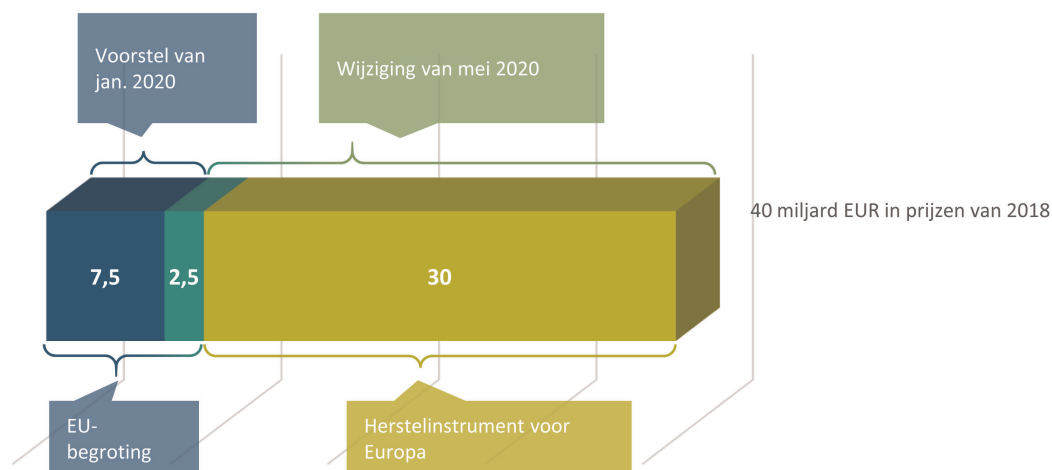 Voorstel van
jan. 2020
Wijziging van mei 2020
40 miljard EUR in prijzen van 2018
7,5
2,5
30
EU-
begroting
Herstelinstrument voor
Europa